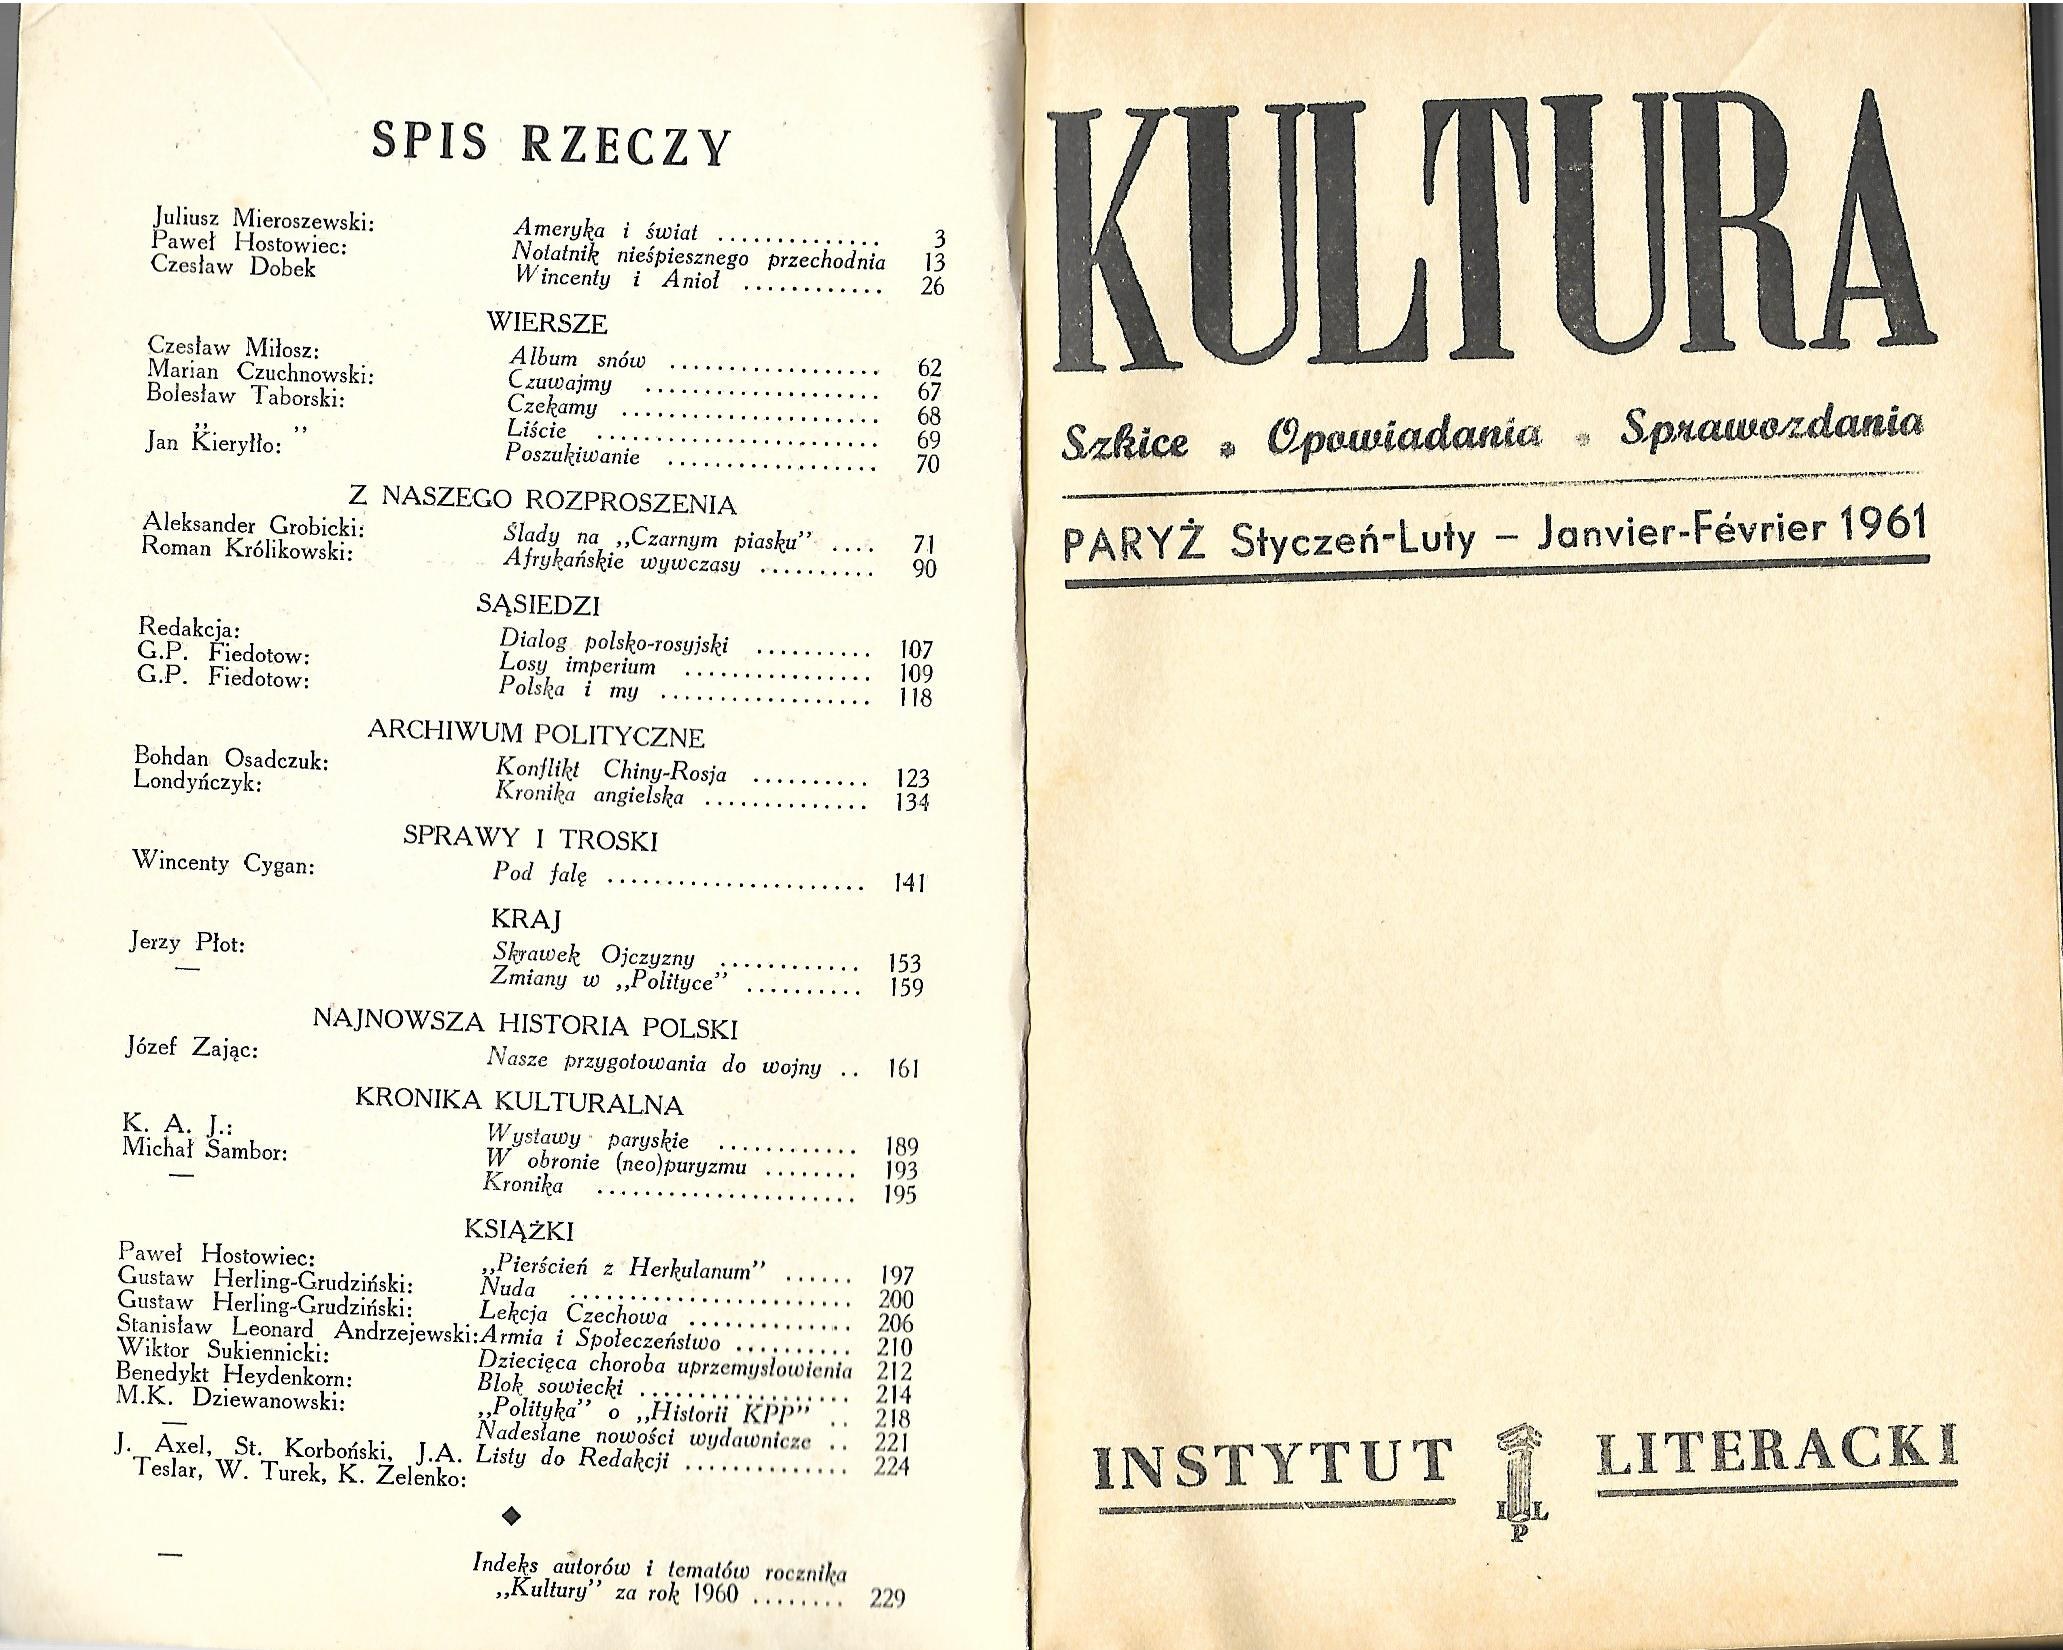 SPIS RZECZY
Juliusz Mieroszewski: Ameryka i świat .............. 3
Paweł Hostowiec: Notatnik nieśpiesznego przechodnia 13
Czesław Dobek Wincenty i Anioł ............ 26
WIERSZE
Czesław Miłosz: Album snów .................. 62
Marian Czuchnowski: Czuwajmy .................... 67
Bolesław Taborski: Czekamy ...................... 68
,, ,, Liście ........................ 69
Jan Kieryłło: Poszukiwanie .................. 70
Z NASZEGO ROZPROSZENIA
Aleksander Grobicki: Ślady na ,,Czarnym piasku" .... 71
Roman Królikowski: Afrykańskie wywczasy .......... 90
SĄSIEDZI
Redakcja: Dialog polsko-rosyjski .......... 107
G.P. Fiedotow: Losy imperium ................ 109
G.P. Fiedotow: Polska i my .................. 118
ARCHIWUM POLITYCZNE
Bohdan Osadczuk: Konflikt Chiny-Rosja .......... 123
Londyńczyk: Kronika angielska .............. 134
SPRAWY I TROSKI
Wincenty Cygan: Pod falę ...................... 141
KRAJ
Jerzy Płot: Skrawek Ojczyzny ............ 153
— Zmiany w ,,Polityce" .......... 159
NAJNOWSZA HISTORIA POLSKI
Józef Zając: Nasze przygotowania do wojny .. 161
KRONIKA KULTURALNA
K. A. J.: Wystawy paryskie ............ 189
Michał Sambor: W obronie (neo)puryzmu ........ 193
— Kronika ...................... 195
KSIĄŻKI
Paweł Hostowiec: ,,Pierścień z Herkulanum" ...... 197
Gustaw Herling-Grudziński: Nuda ........................ 200
Gustaw Herling-Grudziński: Lekcja Czechowa .............. 206
Stanisław Leonard Andrzejewski: Armia i Społeczeństwo .......... 210
Wiktor Sukiennicki: Dziecięca choroba uprzemysłowienia 212
Benedykt Heydenkorn: Blok sowiecki .................. 214
M.K. Dziewanowski: ,,Polityka" o ,,Historii KPP" .. 218
— Nadesłane nowości wydawnicze .. 221
J. Axel, St. Korboński, J.A. Listy do Redakcji .............. 224
Teslar, W. Turek, K. Zelenko:
◆
— Indeks autorów i tematów rocznika
,,Kultury" za rok 1960 ........ 229
KULTURA
Szkice • Opowiadania • Sprawozdania
PARYŻ Styczeń-Luty – Janvier-Février 1961
INSTYTUT LITERACKI
I L
P